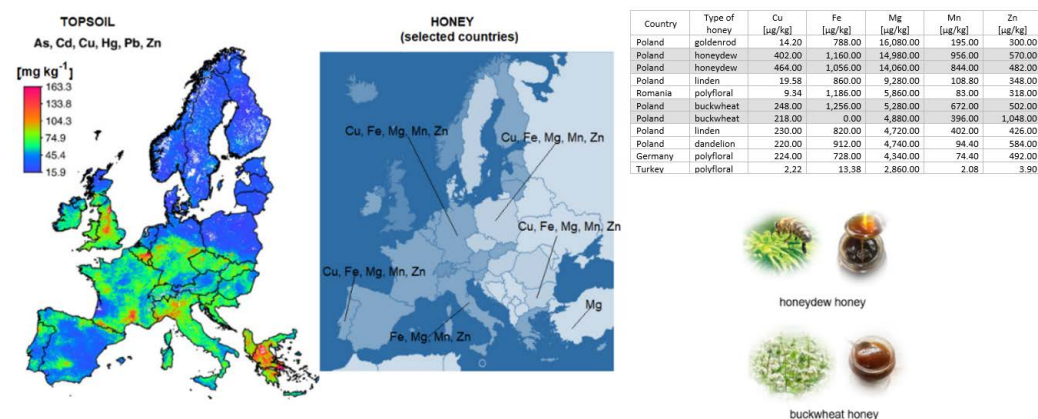 TOPSOIL
As, Cd, Cu, Hg, Pb, Zn
[mg kg-1]
163.3
133.8
104.3
74.9
45.4
15.9
HONEY
(selected countries)
Cu, Fe, Mg, Mn, Zn
Cu, Fe, Mg, Mn, Zn
Cu, Fe, Mg, Mn, Zn
Cu, Fe, Mg, Mn, Zn
Mg
Fe, Mg, Mn, Zn
Country Type of honey Cu [µg/kg] Fe [µg/kg] Mg [µg/kg] Mn [µg/kg] Zn [µg/kg]
Poland goldenrod 14.20 788.00 16,080.00 195.00 300.00
Poland honeydew 402.00 1,160.00 14,980.00 956.00 570.00
Poland honeydew 464.00 1,056.00 14,060.00 844.00 482.00
Poland linden 19.58 860.00 9,280.00 108.80 348.00
Romania polyfloral 9.34 1,186.00 5,860.00 83.00 318.00
Poland buckwheat 248.00 1,256.00 5,280.00 672.00 502.00
Poland buckwheat 218.00 0.00 4,880.00 396.00 1,048.00
Poland linden 230.00 820.00 4,720.00 402.00 426.00
Poland dandelion 220.00 912.00 4,740.00 94.40 584.00
Germany polyfloral 224.00 728.00 4,340.00 74.40 492.00
Turkey polyfloral 2.22 13.38 2,860.00 2.08 3.90
honeydew honey
buckwheat honey